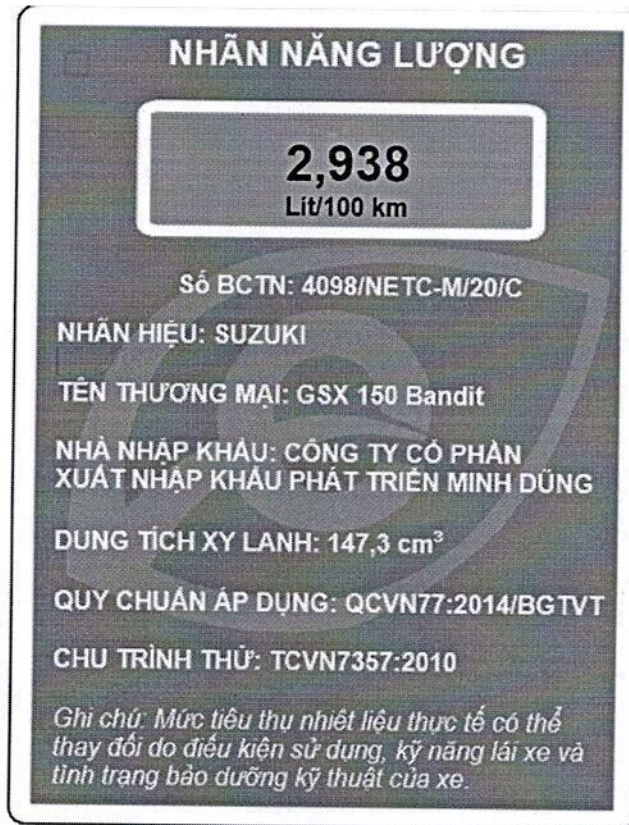 NHÃN NĂNG LƯỢNG
2,938
Lít/100 km
Số BCTN: 4098/NETC-M/20/C
NHÃN HIỆU: SUZUKI
TÊN THƯƠNG MẠI: GSX 150 Bandit
NHÀ NHẬP KHẨU: CÔNG TY CỔ PHẦN
XUẤT NHẬP KHẨU PHÁT TRIỂN MINH DŨNG
DUNG TÍCH XY LANH: 147,3 cm³
QUY CHUẨN ÁP DỤNG: QCVN77:2014/BGTVT
CHU TRÌNH THỬ: TCVN7357:2010
Ghi chú: Mức tiêu thụ nhiêt liệu thực tế có thể
thay đổi do điều kiện sử dụng, kỹ năng lái xe và
tình trạng bảo dưỡng kỹ thuật của xe.